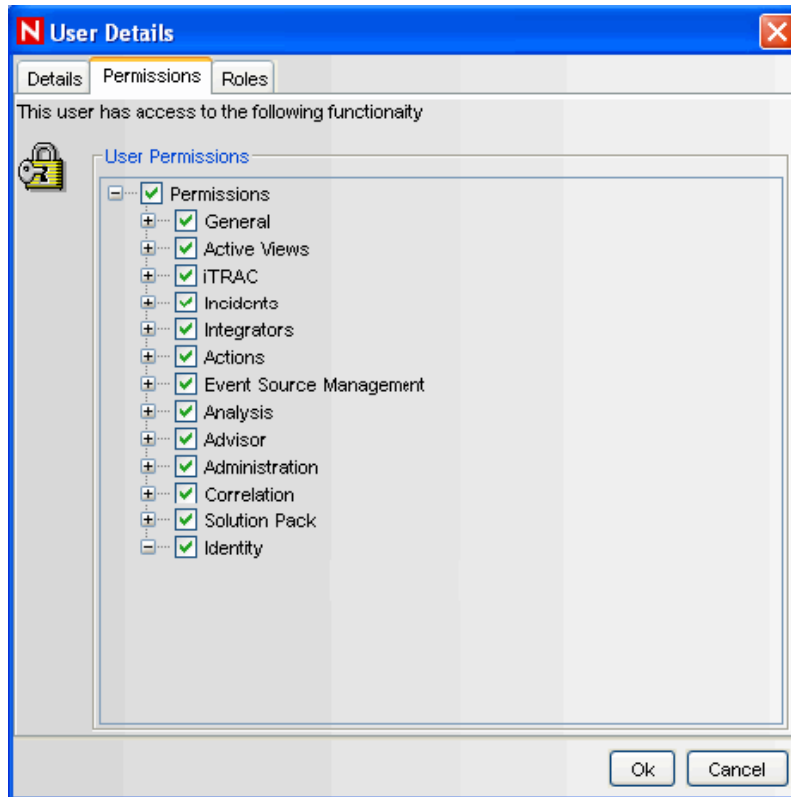 N User Details
Details Permissions Roles
This user has access to the following functionaity
User Permissions
Permissions
General
Active Views
iTRAC
Incidents
Integrators
Actions
Event Source Management
Analysis
Advisor
Administration
Correlation
Solution Pack
Identity
Ok Cancel